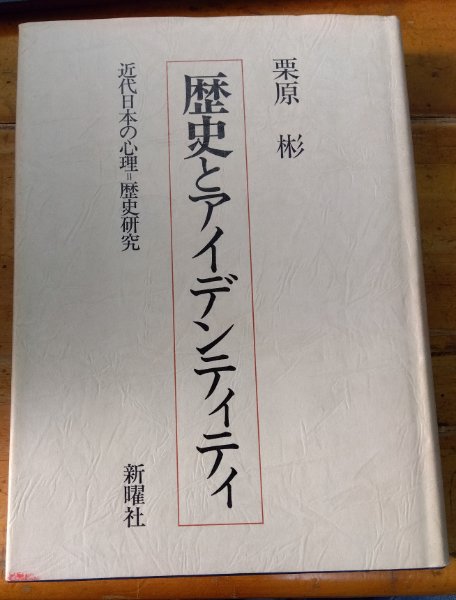 栗原 彬
歴史とアイデンティティ
近代日本の心理=歴史研究
新曜社